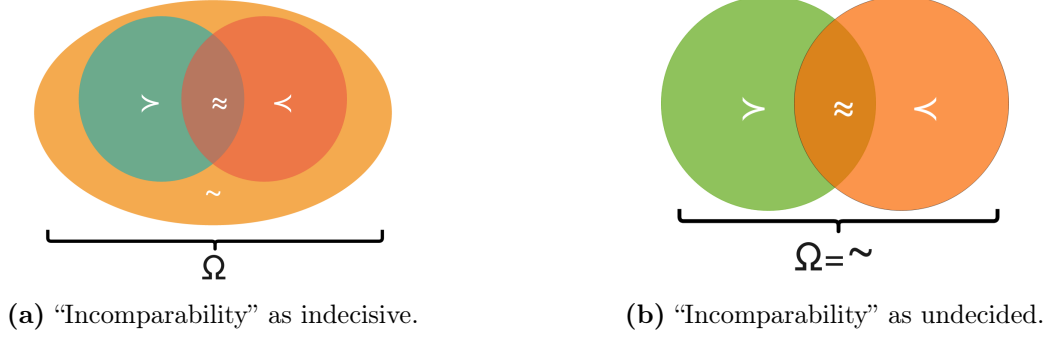 ≻ ≈ ≺
~
Ω
(a) “Incomparability” as indecisive.
≻ ≈ ≺
Ω=~
(b) “Incomparability” as undecided.